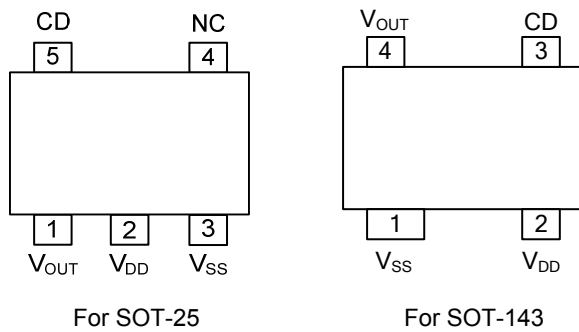 CD NC
5 4
1 2 3
VOUT VDD VSS
For SOT-25
VOUT CD
4 3
1 2
VSS VDD
For SOT-143